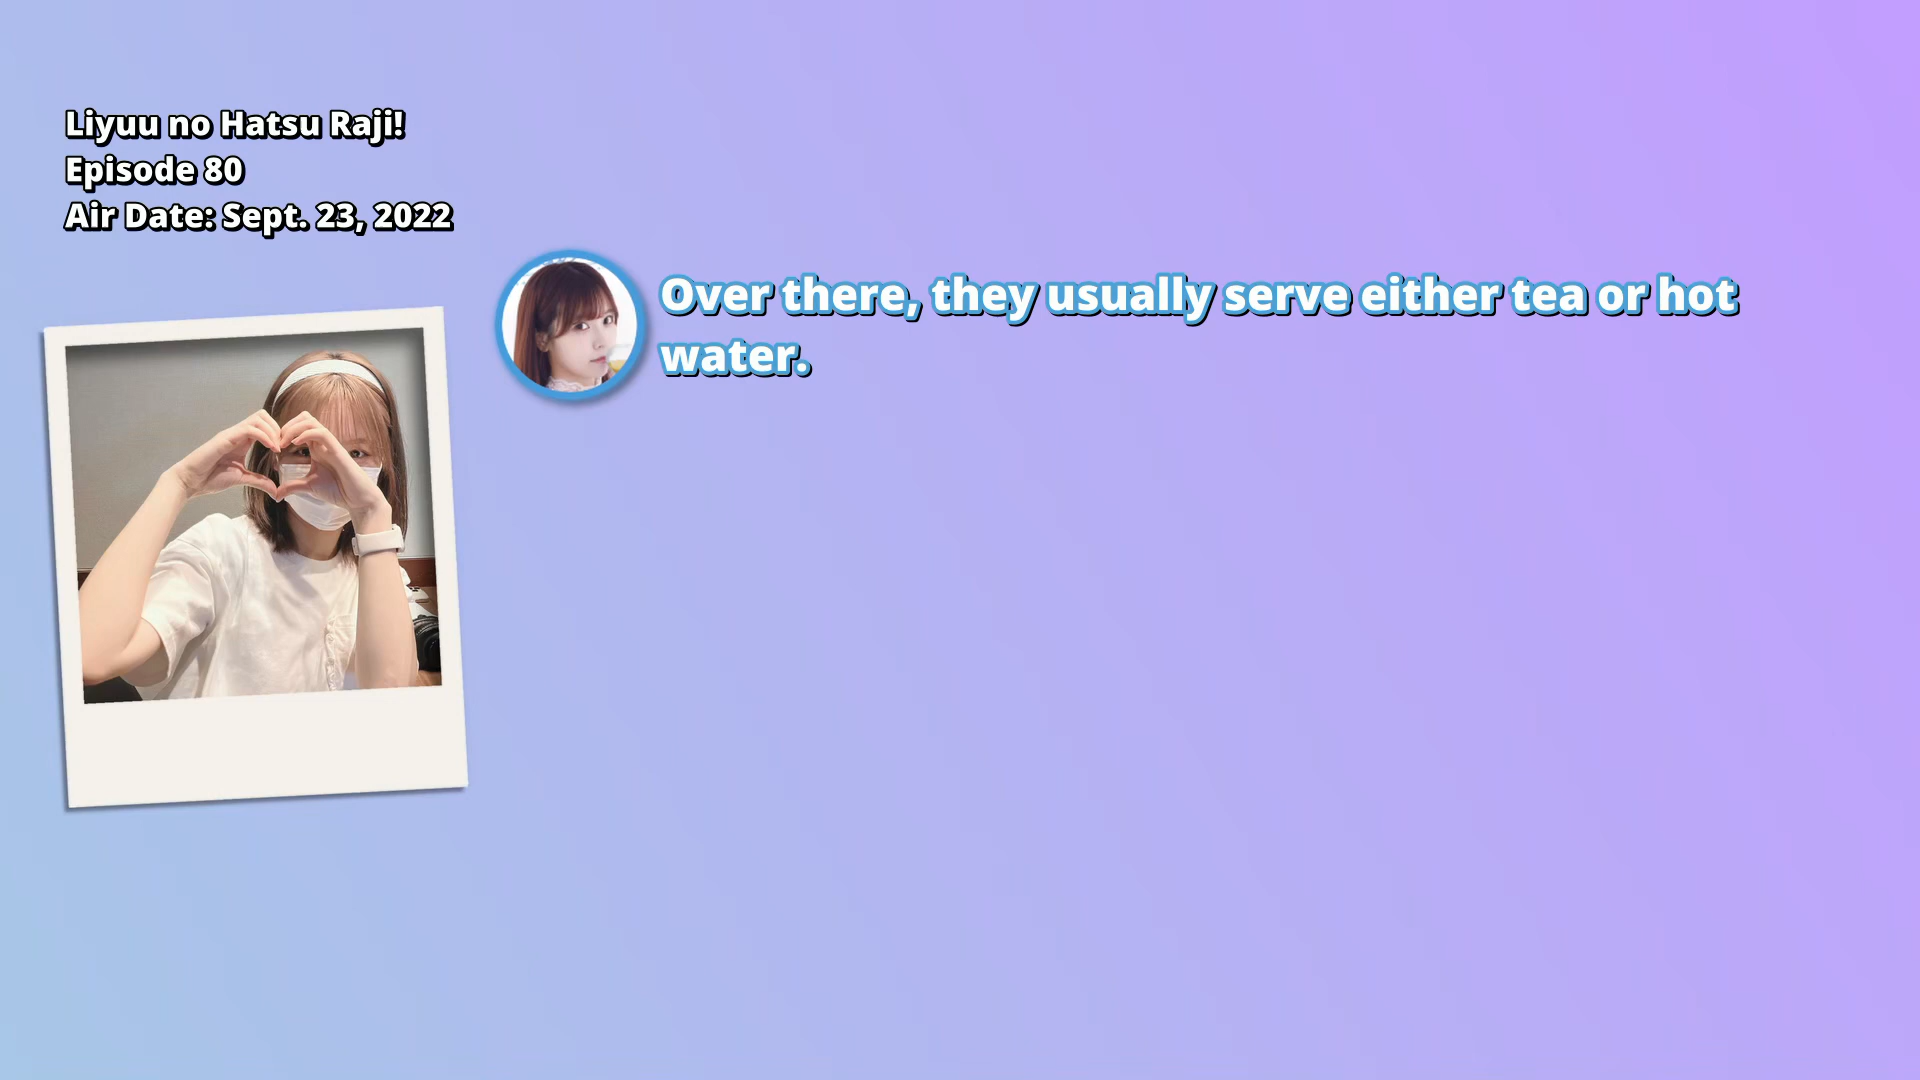 Liyuu no Hatsu Raji!
Episode 80
Air Date: Sept. 23, 2022
Over there, they usually serve either tea or hot
water.